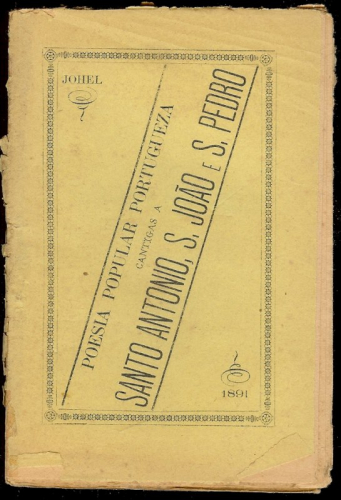 JOHEL
POESIA POPULAR PORTUGUEZA
CANTIGAS A
SANTO ANTONIO, S. JOÃO E S. PEDRO
1891